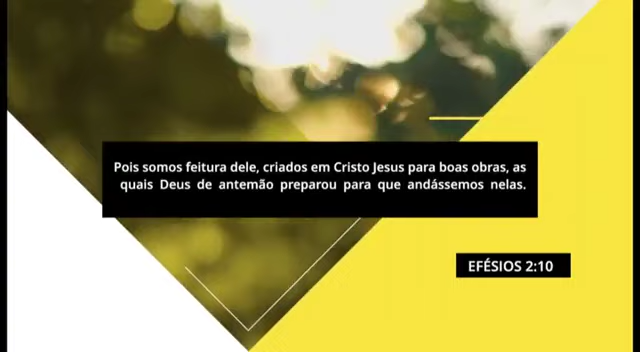 Pois somos feitura dele, criados em Cristo Jesus para boas obras, as
quais Deus de antemão preparou para que andássemos nelas.
EFÉSIOS 2:10